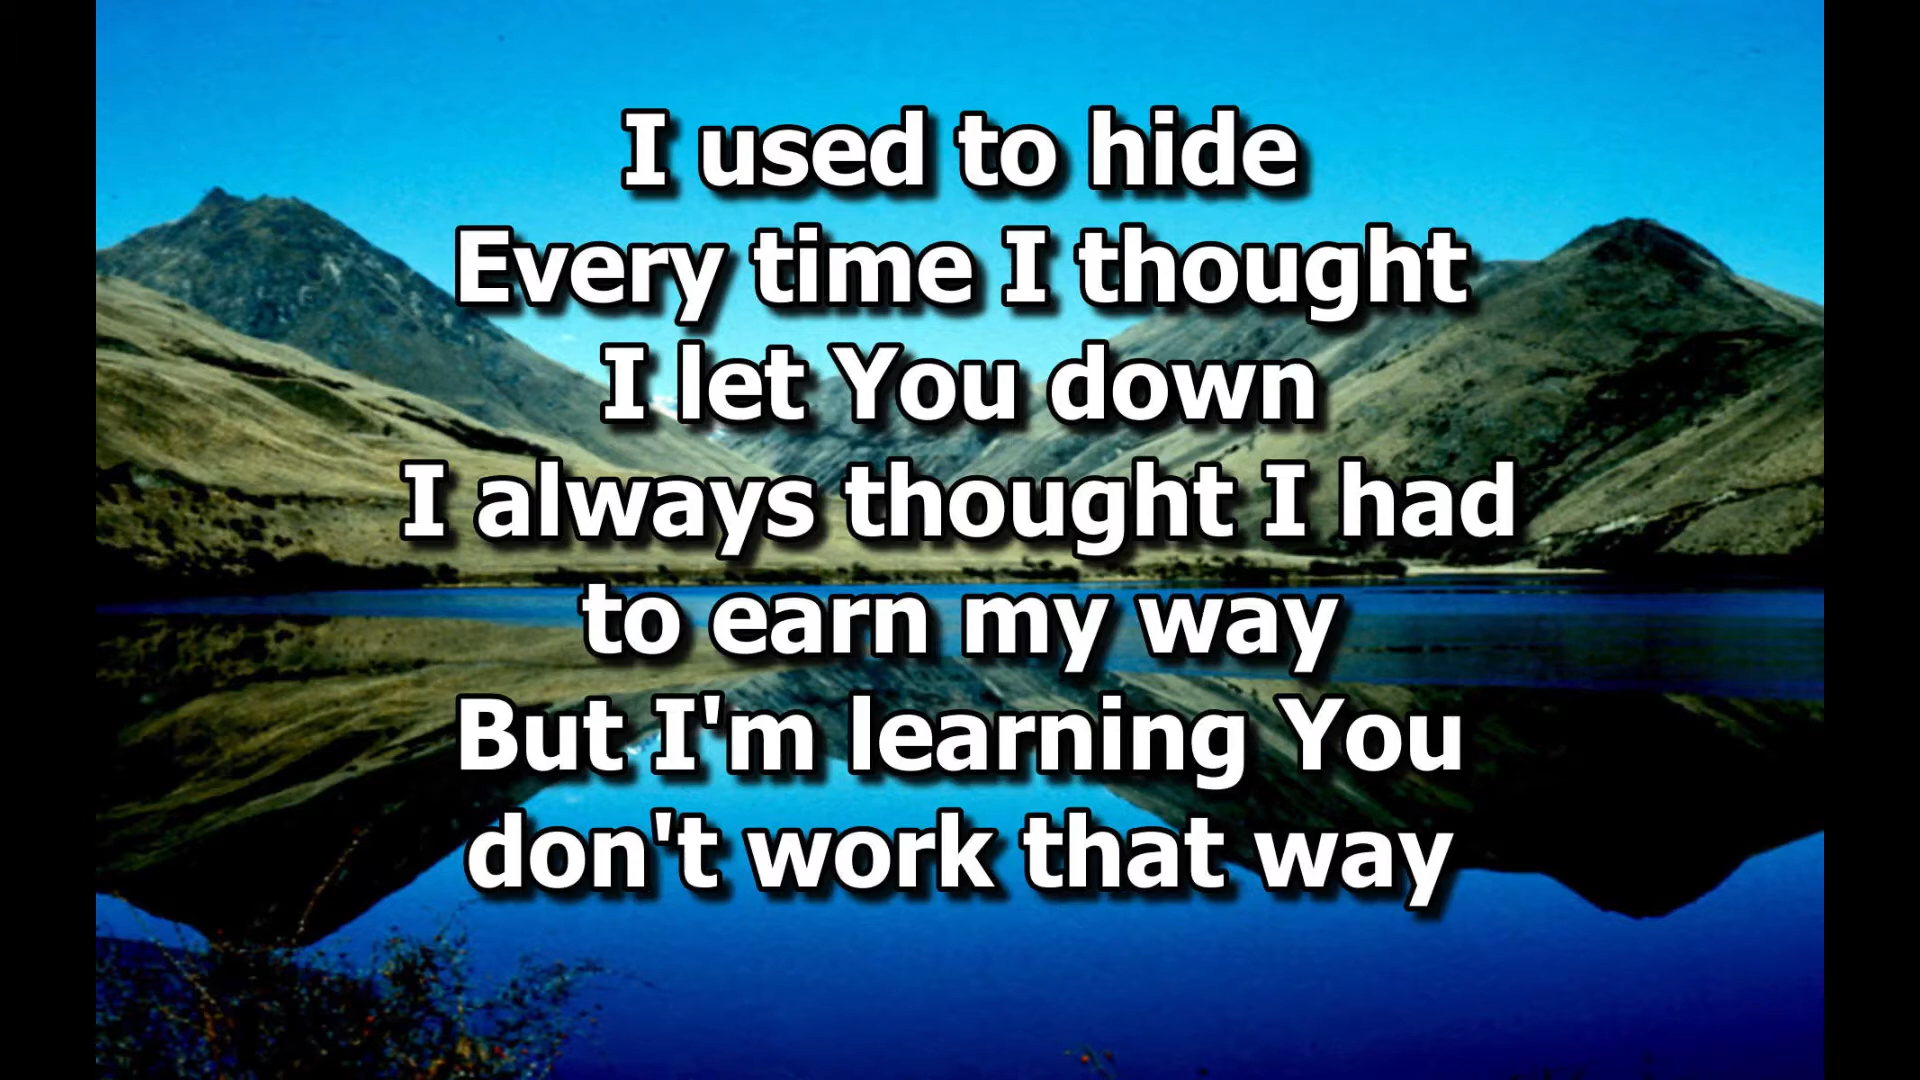 I used to hide
Every time I thought
I let You down
I always thought I had
to earn my way
But I'm learning You
don't work that way